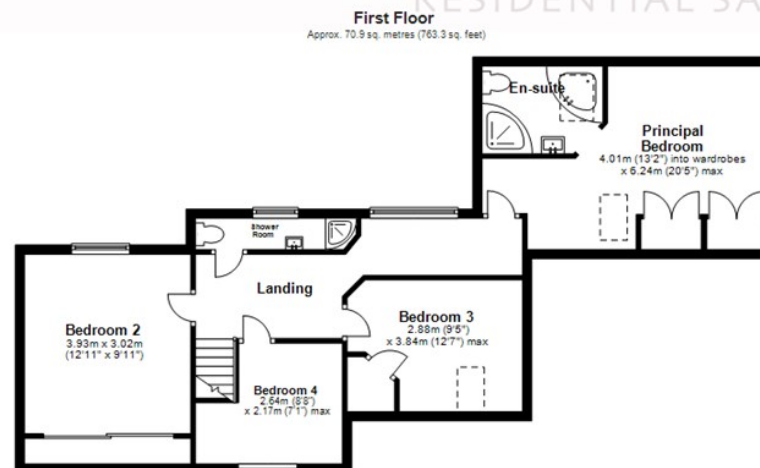 RESIDENTIAL SA
First Floor
Approx. 70.9 sq. metres (763.3 sq. feet)
En-suite
Principal
Bedroom
4.01m (13'2") into wardrobes
x 6.24m (20'5") max
Shower
Room
Landing
Bedroom 2
3.93m x 3.02m
(12'11" x 9'11")
Bedroom 3
2.88m (9'5")
x 3.84m (12'7") max
Bedroom 4
2.64m (8'8")
x 2.17m (7'1") max